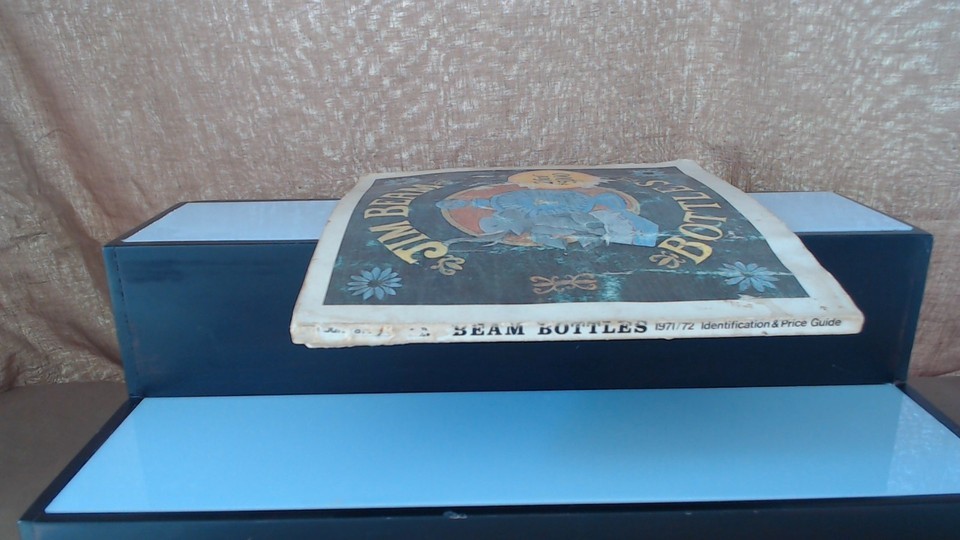 JIM BEAM
BOTTLES
BEAM BOTTLES 1971/72 Identification & Price Guide